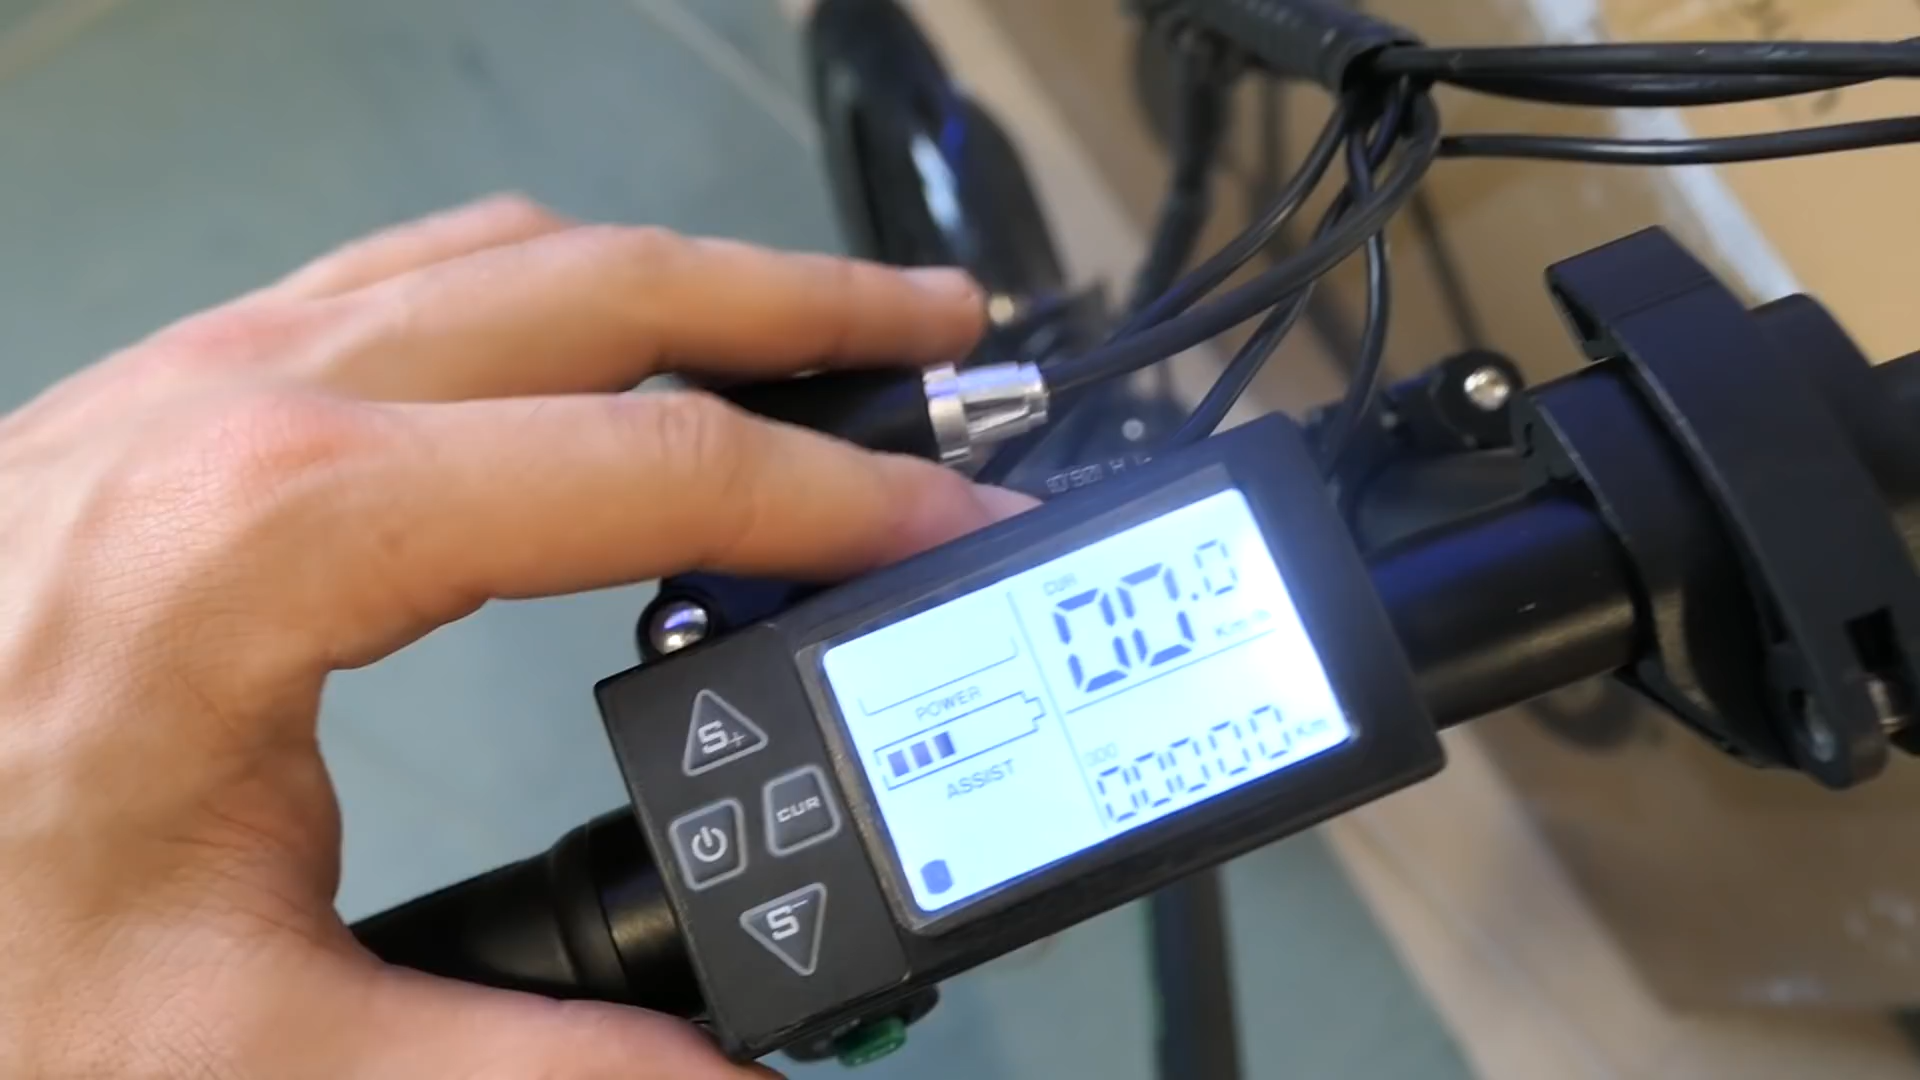 S+
CUR
S-
POWER
ASSIST
CUR
00.0
Km/h
ODO
00000 Km